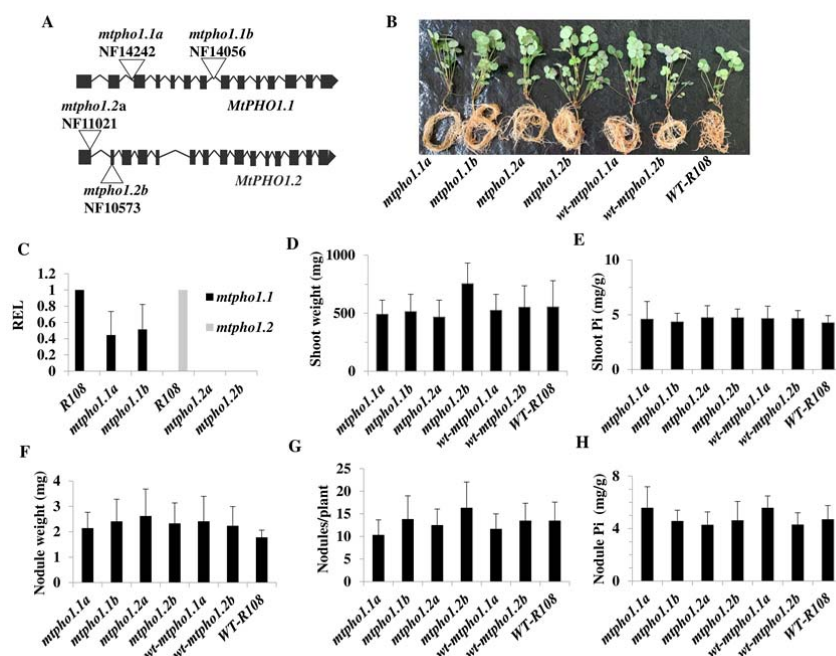 A
mtpho1.1a
NF14242
mtpho1.1b
NF14056
MtPHO1.1
mtpho1.2a
NF11021
MtPHO1.2
mtpho1.2b
NF10573
B
mtpho1.1a
mtpho1.1b
mtpho1.2a
mtpho1.2b
wt-mtpho1.1a
wt-mtpho1.2b
WT-R108
C
REL
1.2
1
0.8
0.6
0.4
0.2
0
mtpho1.1
mtpho1.2
R108
mtpho1.1a
mtpho1.1b
R108
mtpho1.2a
mtpho1.2b
D
Shoot weight (mg)
1000
500
0
mtpho1.1a
mtpho1.1b
mtpho1.2a
mtpho1.2b
wt-mtpho1.1a
wt-mtpho1.2b
WT-R108
E
Shoot Pi (mg/g)
10
5
0
mtpho1.1a
mtpho1.1b
mtpho1.2a
mtpho1.2b
wt-mtpho1.1a
wt-mtpho1.2b
WT-R108
F
Nodule weight (mg)
4
3
2
1
0
mtpho1.1a
mtpho1.1b
mtpho1.2a
mtpho1.2b
wt-mtpho1.1a
wt-mtpho1.2b
WT-R108
G
Nodules/plant
25
20
15
10
5
0
mtpho1.1a
mtpho1.1b
mtpho1.2a
mtpho1.2b
wt-mtpho1.1a
wt-mtpho1.2b
WT-R108
H
Nodule Pi (mg/g)
8
4
0
mtpho1.1a
mtpho1.1b
mtpho1.2a
mtpho1.2b
wt-mtpho1.1a
wt-mtpho1.2b
WT-R108